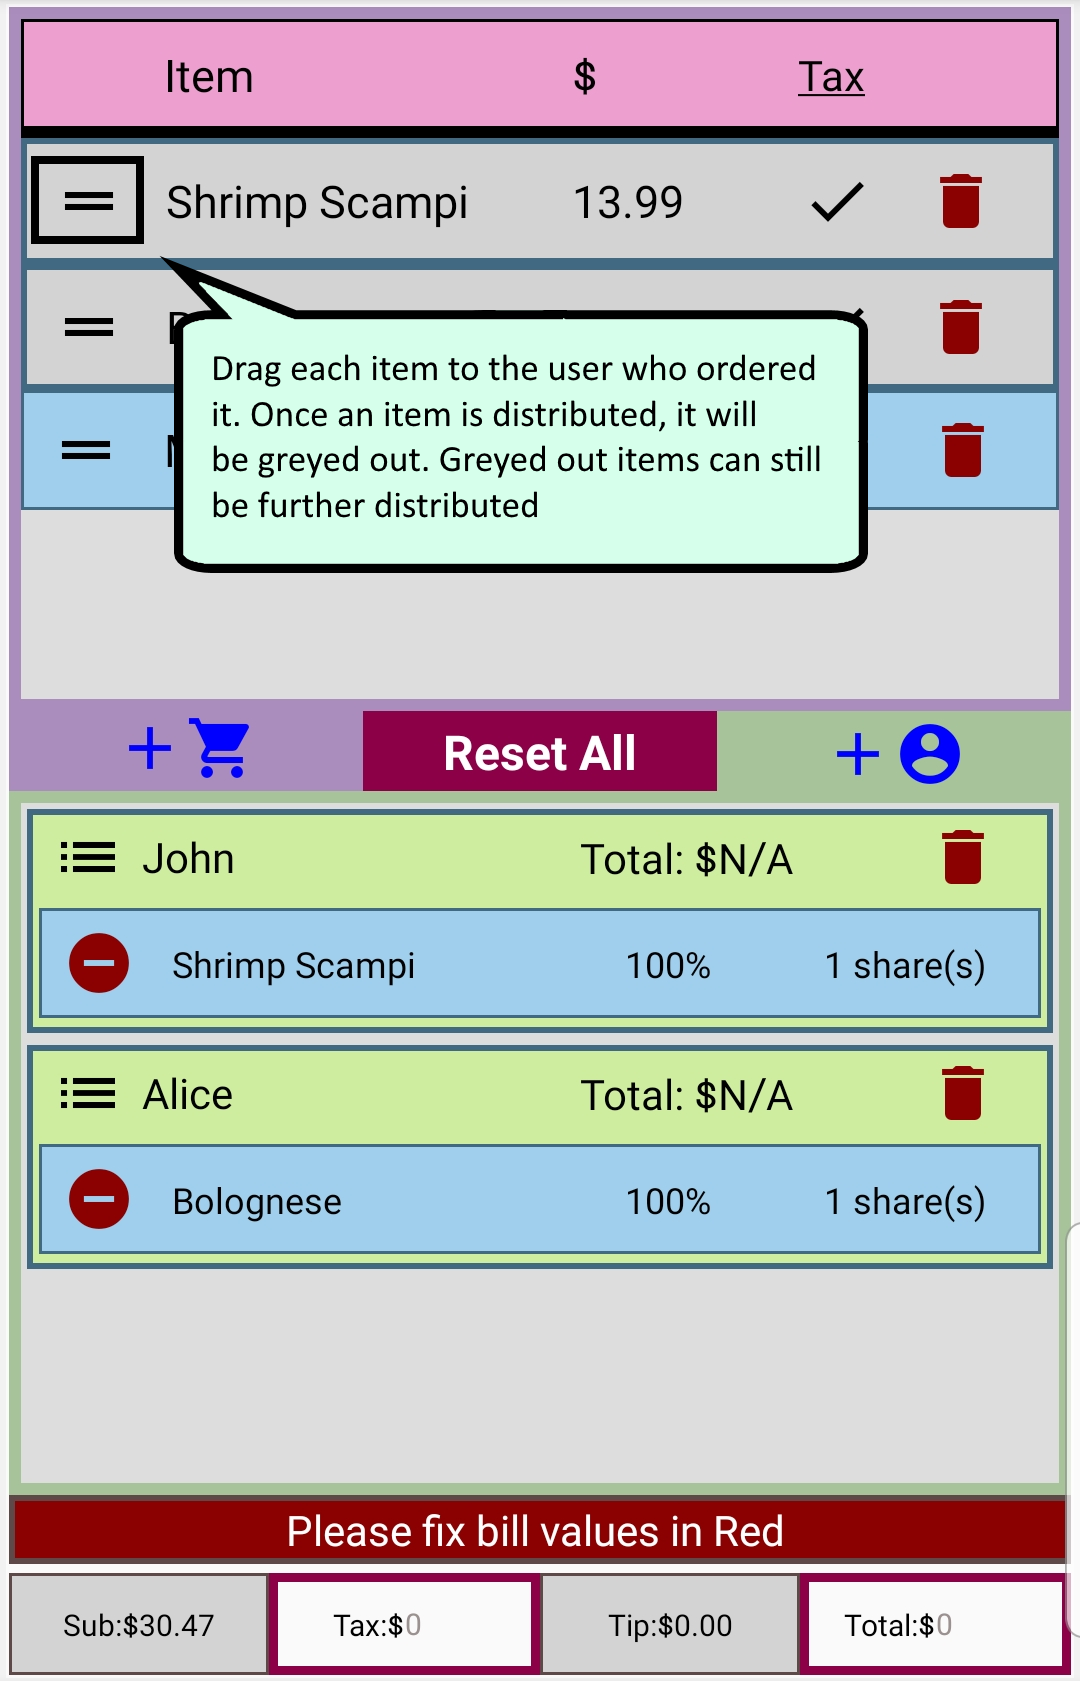 Item $ Tax
Shrimp Scampi 13.99
Drag each item to the user who ordered
it. Once an item is distributed, it will
be greyed out. Greyed out items can still
be further distributed
Reset All
John Total: $N/A
Shrimp Scampi 100% 1 share(s)
Alice Total: $N/A
Bolognese 100% 1 share(s)
Please fix bill values in Red
Sub:$30.47 Tax:$0 Tip:$0.00 Total:$0